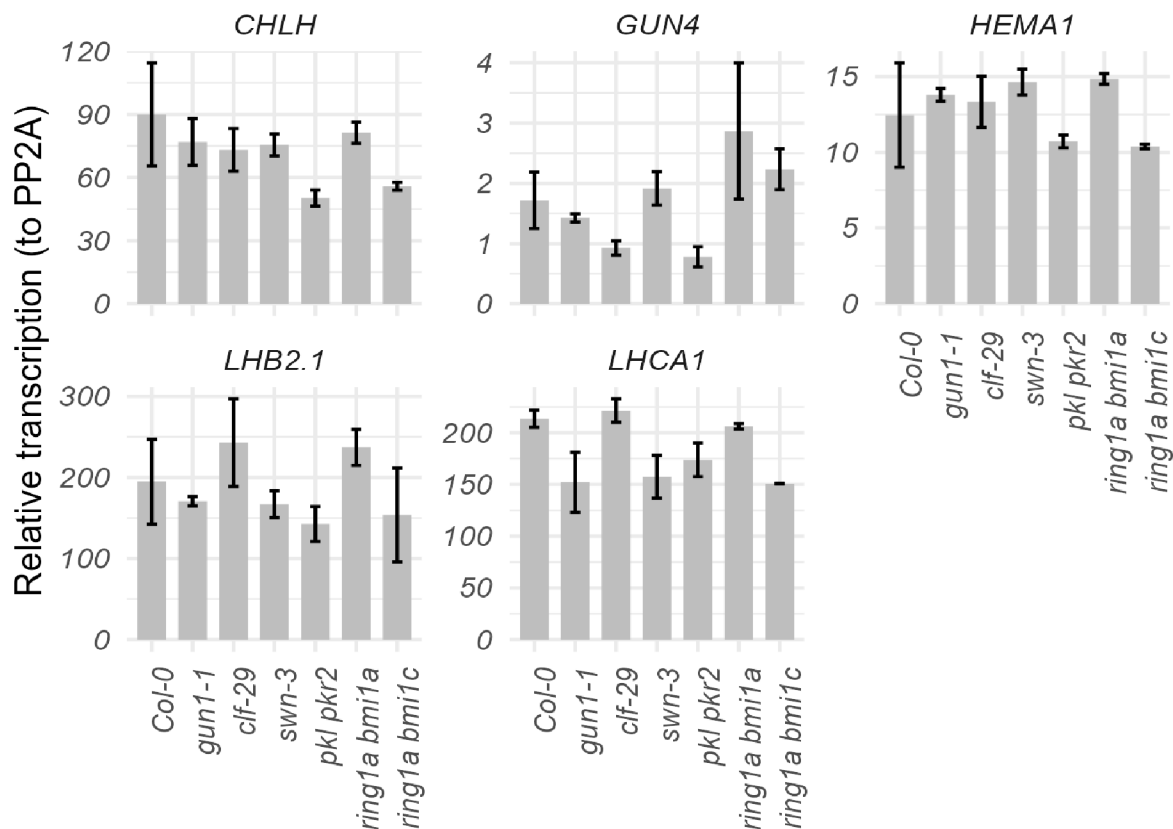 Relative transcription (to PP2A)
CHLH
120
90
60
30
0
GUN4
4
3
2
1
0
HEMA1
15
10
5
0
Col-0
gun1-1
clf-29
swn-3
pkl pkr2
ring1a bmi1a
ring1a bmi1c
LHB2.1
300
200
100
0
Col-0
gun1-1
clf-29
swn-3
pkl pkr2
ring1a bmi1a
ring1a bmi1c
LHCA1
200
150
100
50
0
Col-0
gun1-1
clf-29
swn-3
pkl pkr2
ring1a bmi1a
ring1a bmi1c